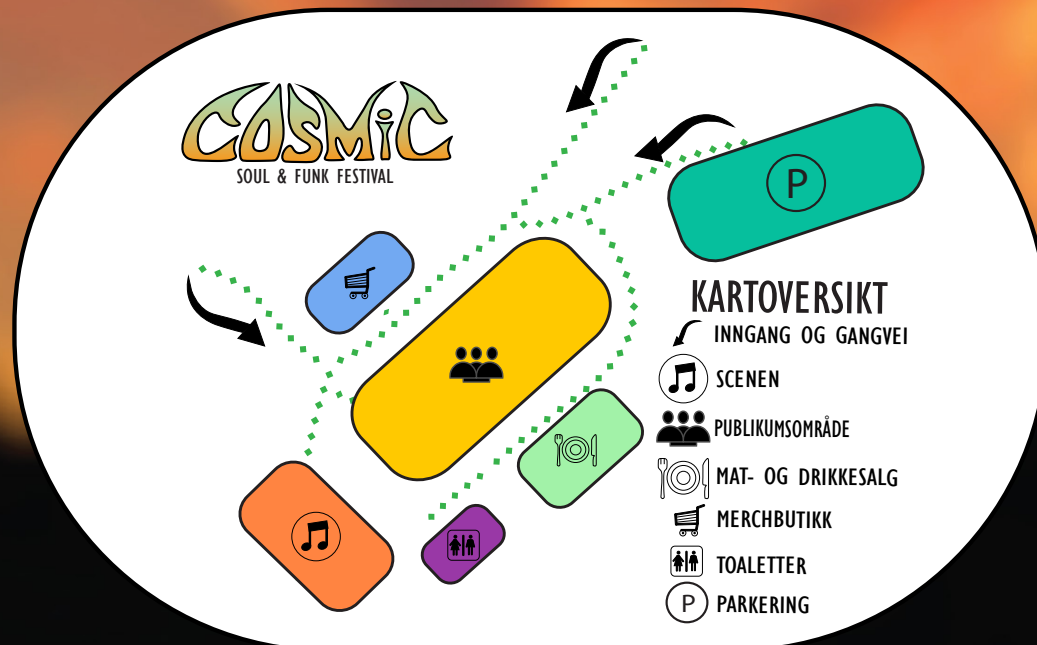 COSMiC
SOUL & FUNK FESTIVAL
P
KARTOVERSIKT
INNGANG OG GANGVEI
SCENEN
PUBLIKUMSOMRÅDE
MAT- OG DRIKKESALG
MERCHBUTIKK
TOALETTER
P PARKERING